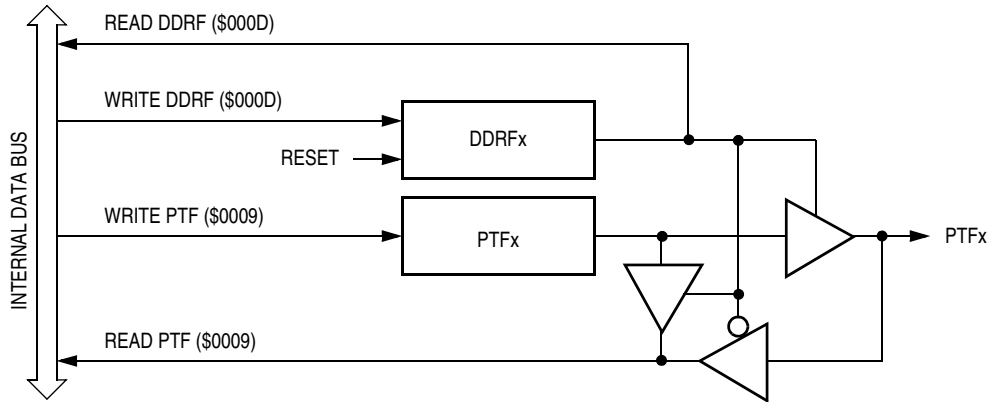 READ DDRF ($000D)
WRITE DDRF ($000D)
DDRFx
RESET
INTERNAL DATA BUS
WRITE PTF ($0009)
PTFx
PTFx
READ PTF ($0009)